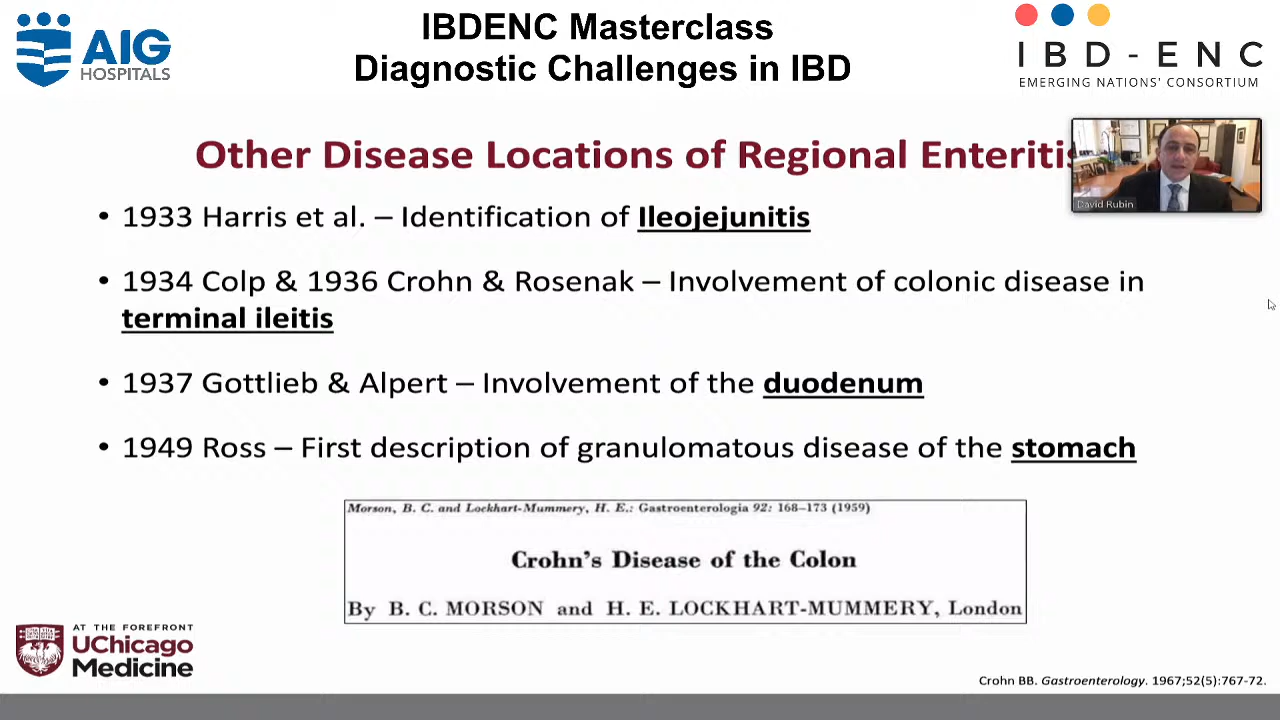 AIG
HOSPITALS
IBDENC Masterclass
Diagnostic Challenges in IBD
IBD-ENC
EMERGING NATIONS' CONSORTIUM
Other Disease Locations of Regional Enteritis
David Rubin
• 1933 Harris et al. – Identification of Ileojejunitis
• 1934 Colp & 1936 Crohn & Rosenak – Involvement of colonic disease in
terminal ileitis
• 1937 Gottlieb & Alpert – Involvement of the duodenum
• 1949 Ross – First description of granulomatous disease of the stomach
Morson, B. C. and Lockhart-Mummery, H. E.: Gastroenterologia 92: 168–173 (1959)
Crohn's Disease of the Colon
By B. C. MORSON and H. E. LOCKHART-MUMMERY, London
AT THE FOREFRONT
UChicago
Medicine
Crohn BB. Gastroenterology. 1967;52(5):767-72.